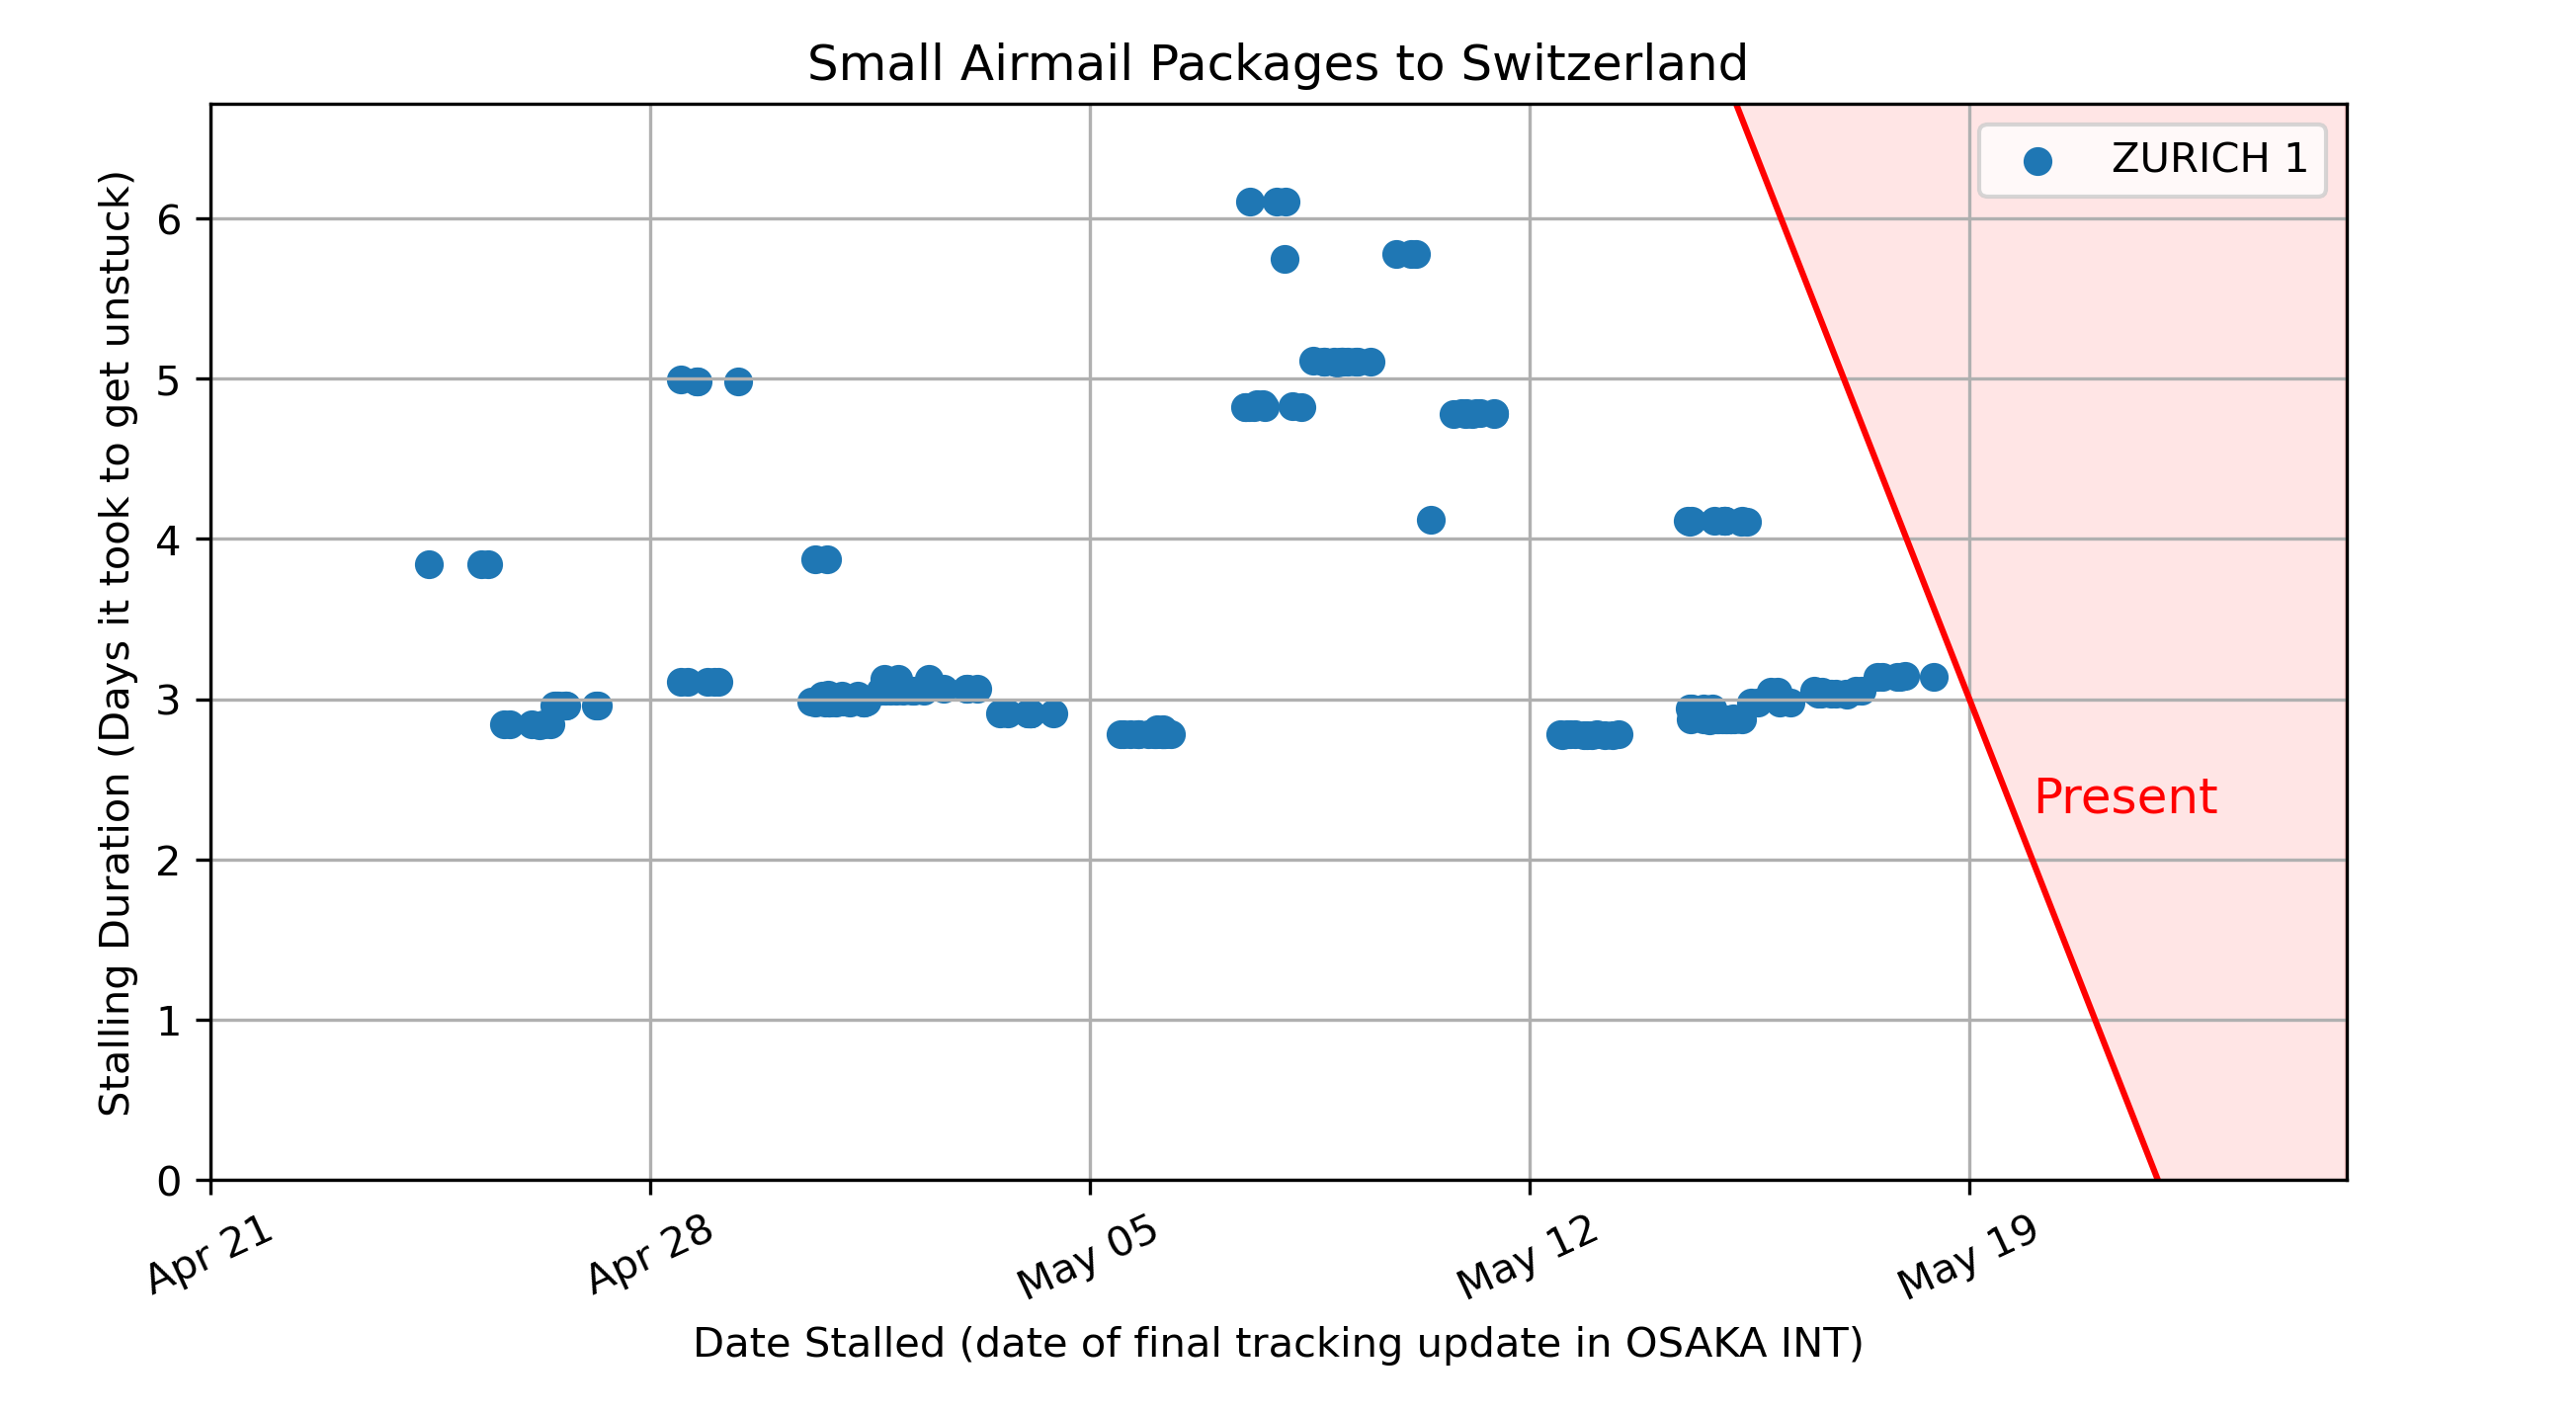 Small Airmail Packages to Switzerland
ZURICH 1
Stalling Duration (Days it took to get unstuck)
6
5
4
3
2
1
0
Present
Apr 21
Apr 28
May 05
May 12
May 19
Date Stalled (date of final tracking update in OSAKA INT)